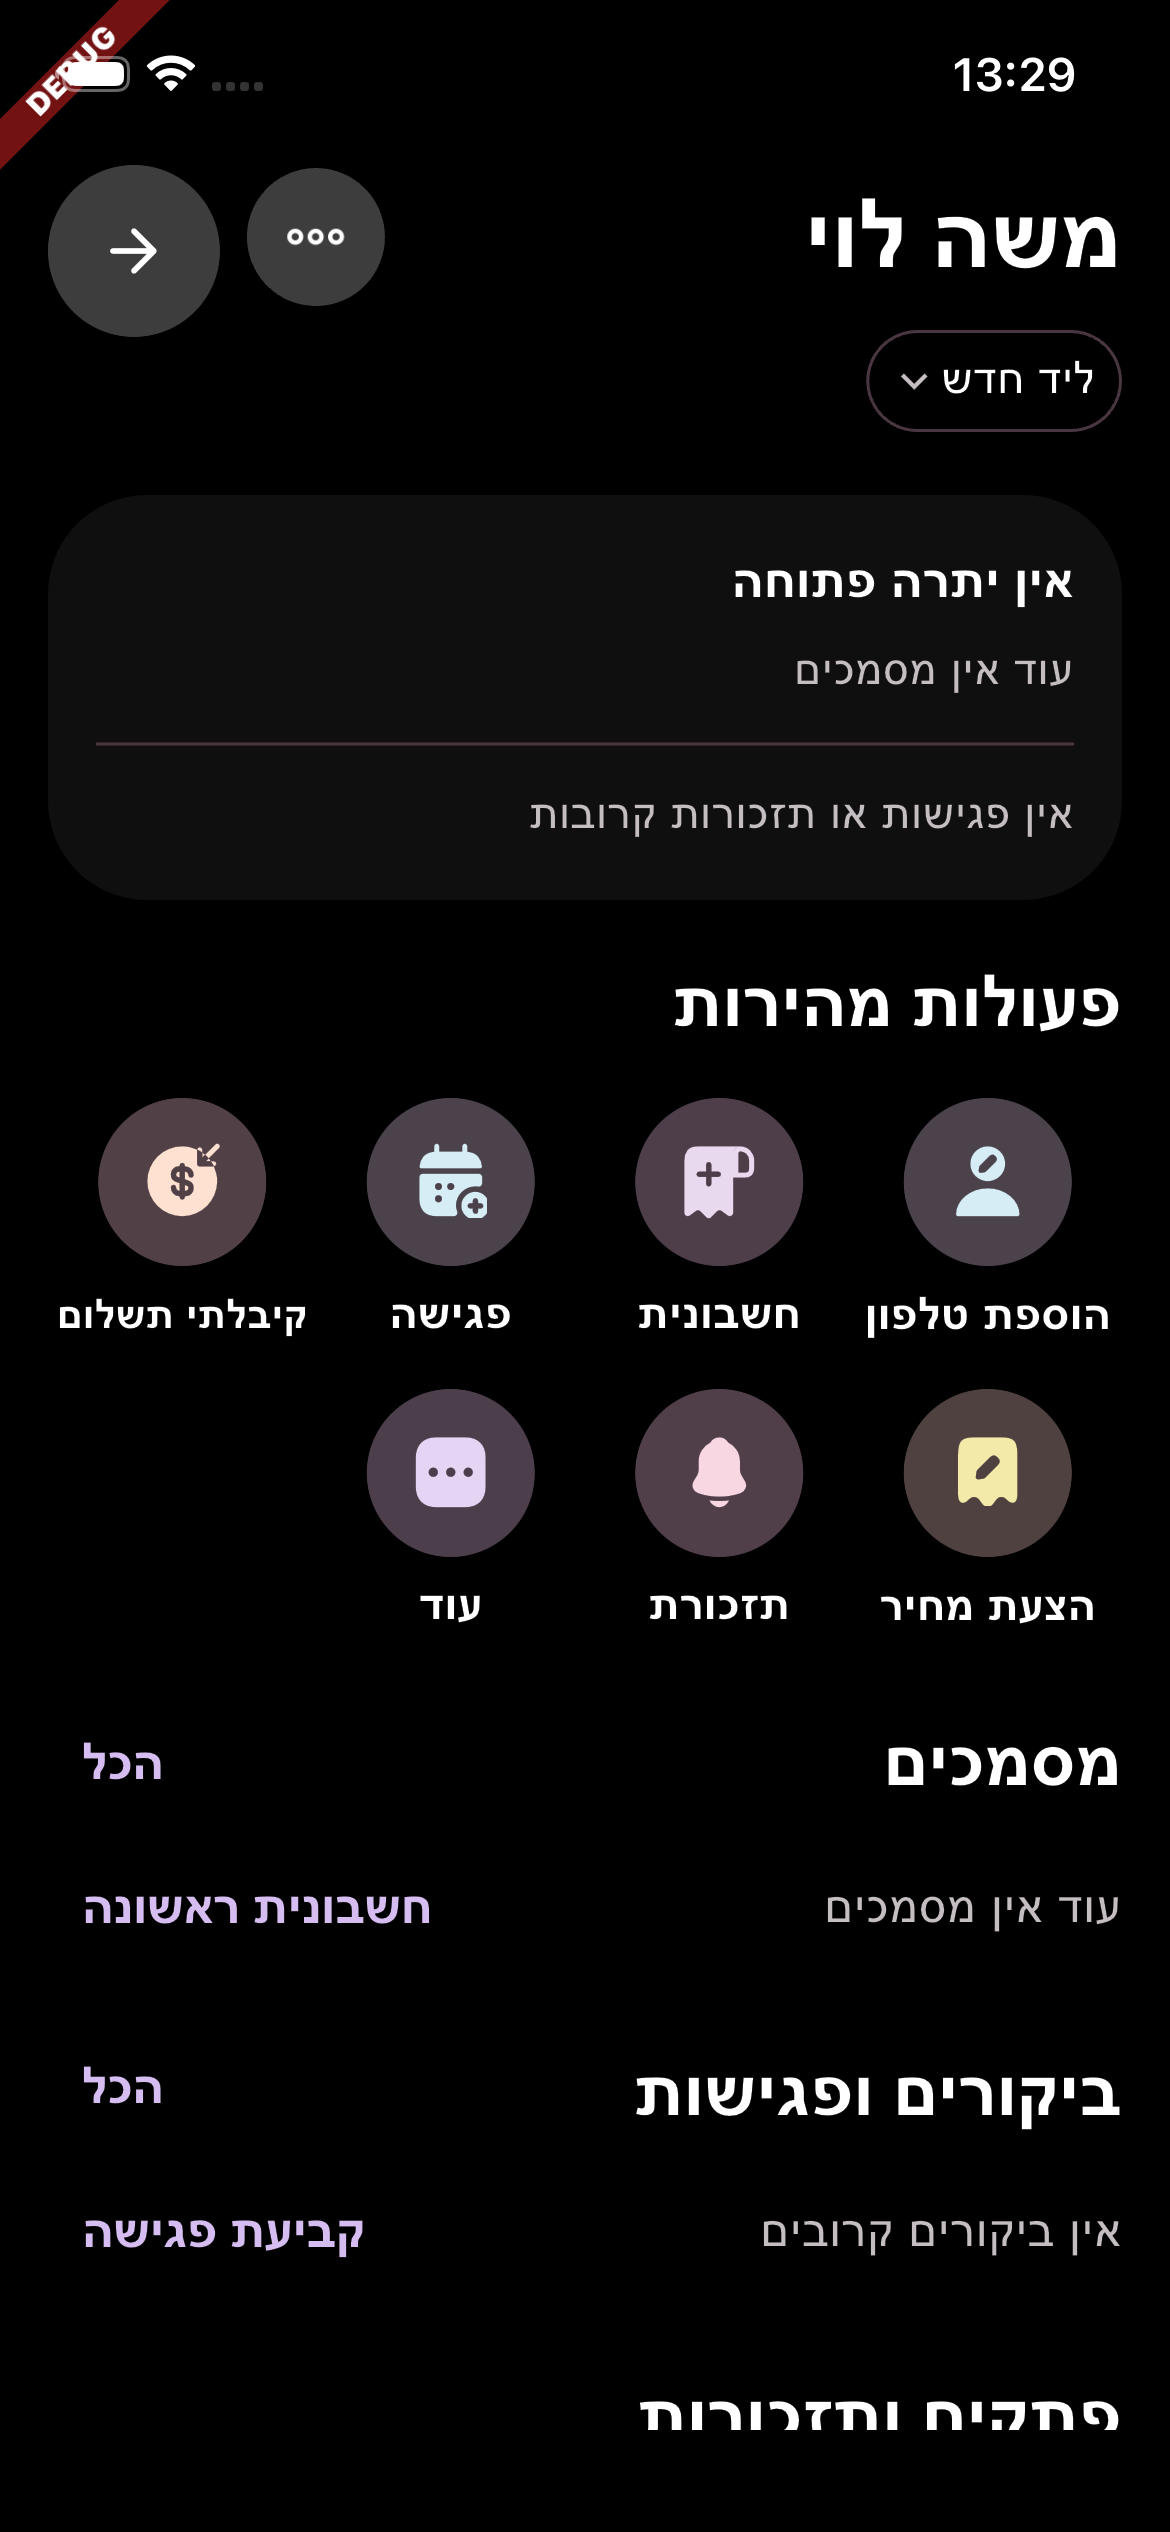 DEBUG
13:29
משה לוי
ליד חדש
אין יתרה פתוחה
עוד אין מסמכים
אין פגישות או תזכורות קרובות
פעולות מהירות
הוספת טלפון
חשבונית
פגישה
קיבלתי תשלום
הצעת מחיר
תזכורת
עוד
מסמכים
הכל
עוד אין מסמכים
חשבונית ראשונה
ביקורים ופגישות
הכל
אין ביקורים קרובים
קביעת פגישה
פתקים ותזכורות